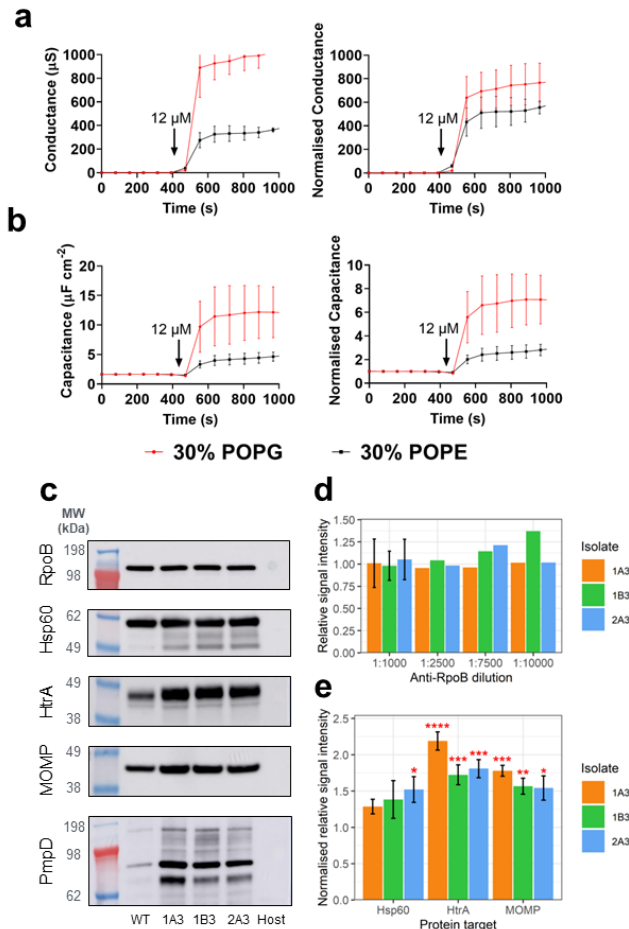 a
Conductance (µS)
1000
800
600
400
200
0
12 µM
0 200 400 600 800 1000
Time (s)
Normalised Conductance
1000
800
600
400
200
0
12 µM
0 200 400 600 800 1000
Time (s)
b
Capacitance (µF cm-2)
20
15
10
5
0
12 µM
0 200 400 600 800 1000
Time (s)
Normalised Capacitance
10
8
6
4
2
0
12 µM
0 200 400 600 800 1000
Time (s)
30% POPG 30% POPE
c
MW
(kDa)
198
98
RpoB
62
49
Hsp60
49
38
HtrA
49
38
MOMP
198
98
62
PmpD
WT 1A3 1B3 2A3 Host
d
Relative signal intensity
1.50
1.25
1.00
0.75
0.50
0.25
0.00
1:1000 1:2500 1:7500 1:10000
Anti-RpoB dilution
Isolate
1A3
1B3
2A3
e
Normalised relative signal intensity
2.5
2.0
1.5
1.0
0.5
0.0
* **** *** *** *** ** *
Hsp60 HtrA MOMP
Protein target
Isolate
1A3
1B3
2A3